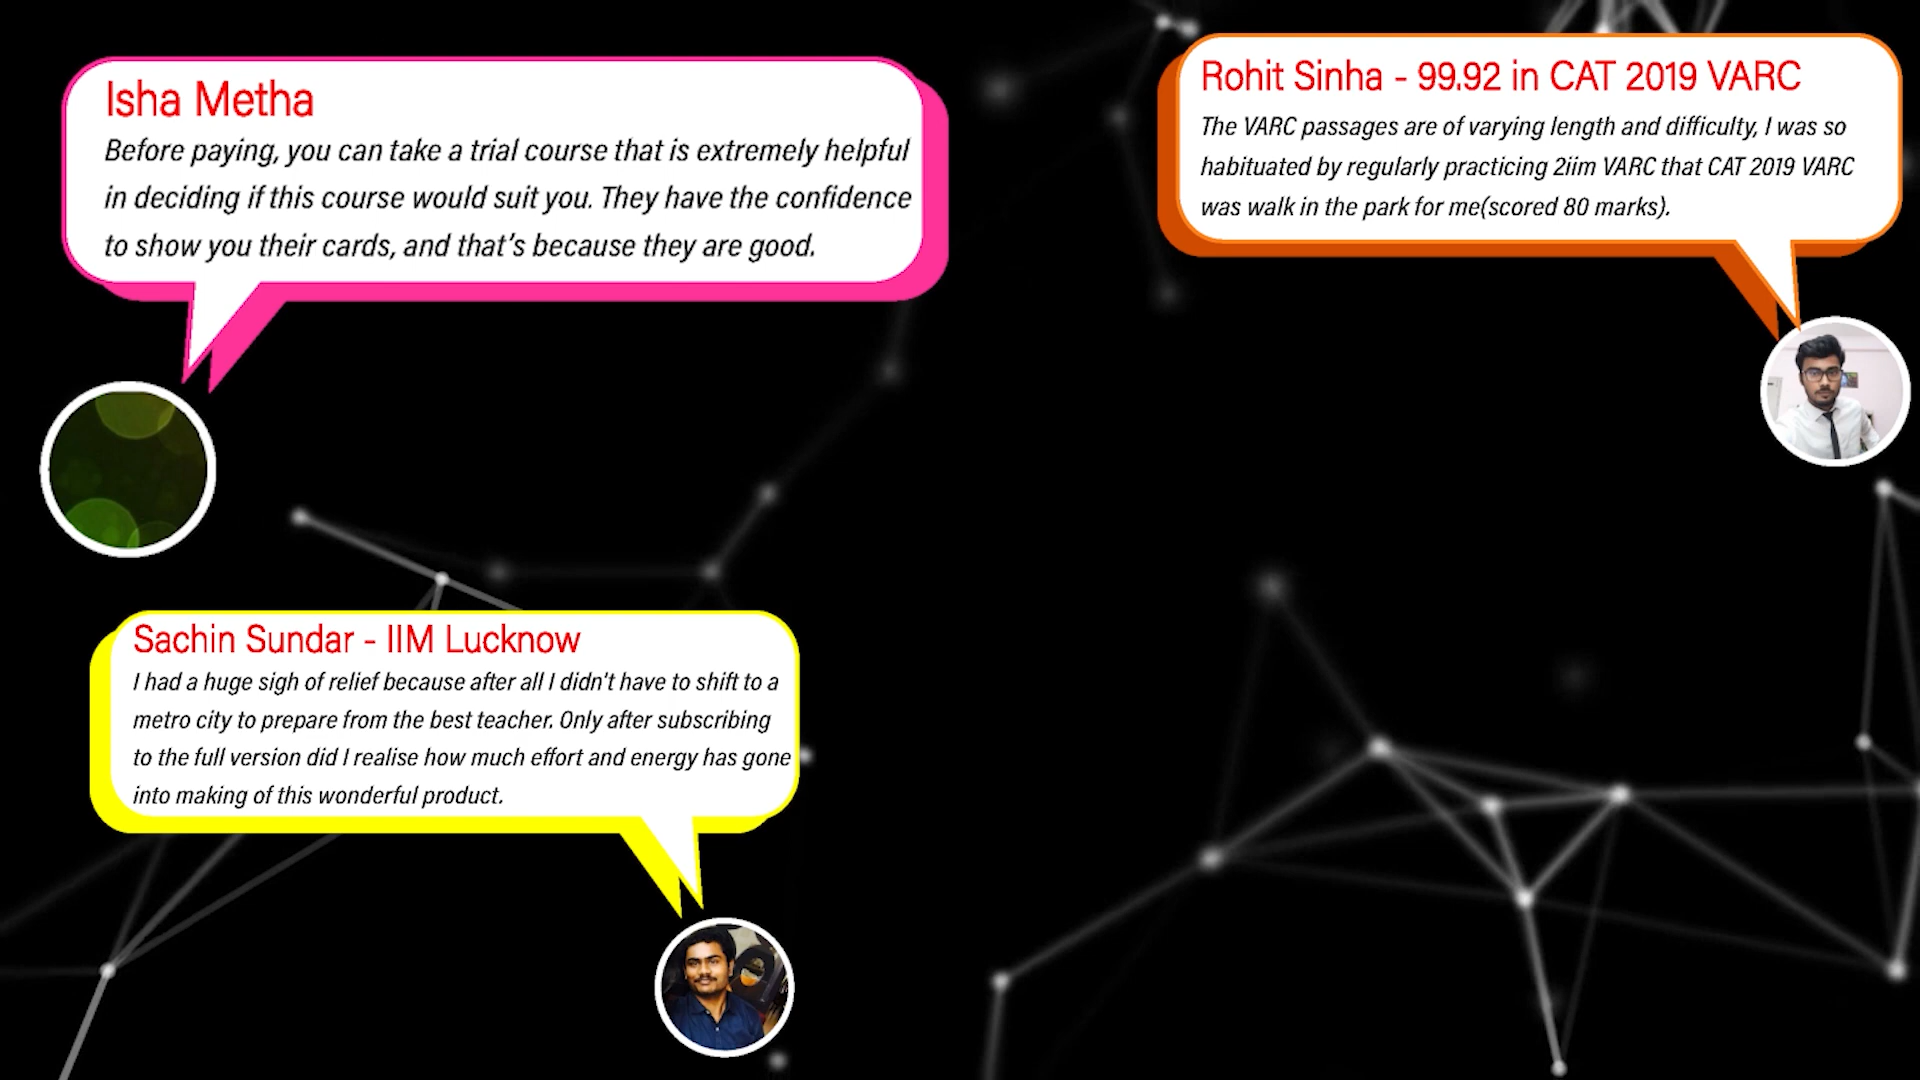 Isha Metha
Before paying, you can take a trial course that is extremely helpful
in deciding if this course would suit you. They have the confidence
to show you their cards, and that's because they are good.
Rohit Sinha - 99.92 in CAT 2019 VARC
The VARC passages are of varying length and difficulty, I was so
habituated by regularly practicing 2iim VARC that CAT 2019 VARC
was walk in the park for me(scored 80 marks).
Sachin Sundar - IIM Lucknow
I had a huge sigh of relief because after all I didn't have to shift to a
metro city to prepare from the best teacher. Only after subscribing
to the full version did I realise how much effort and energy has gone
into making of this wonderful product.